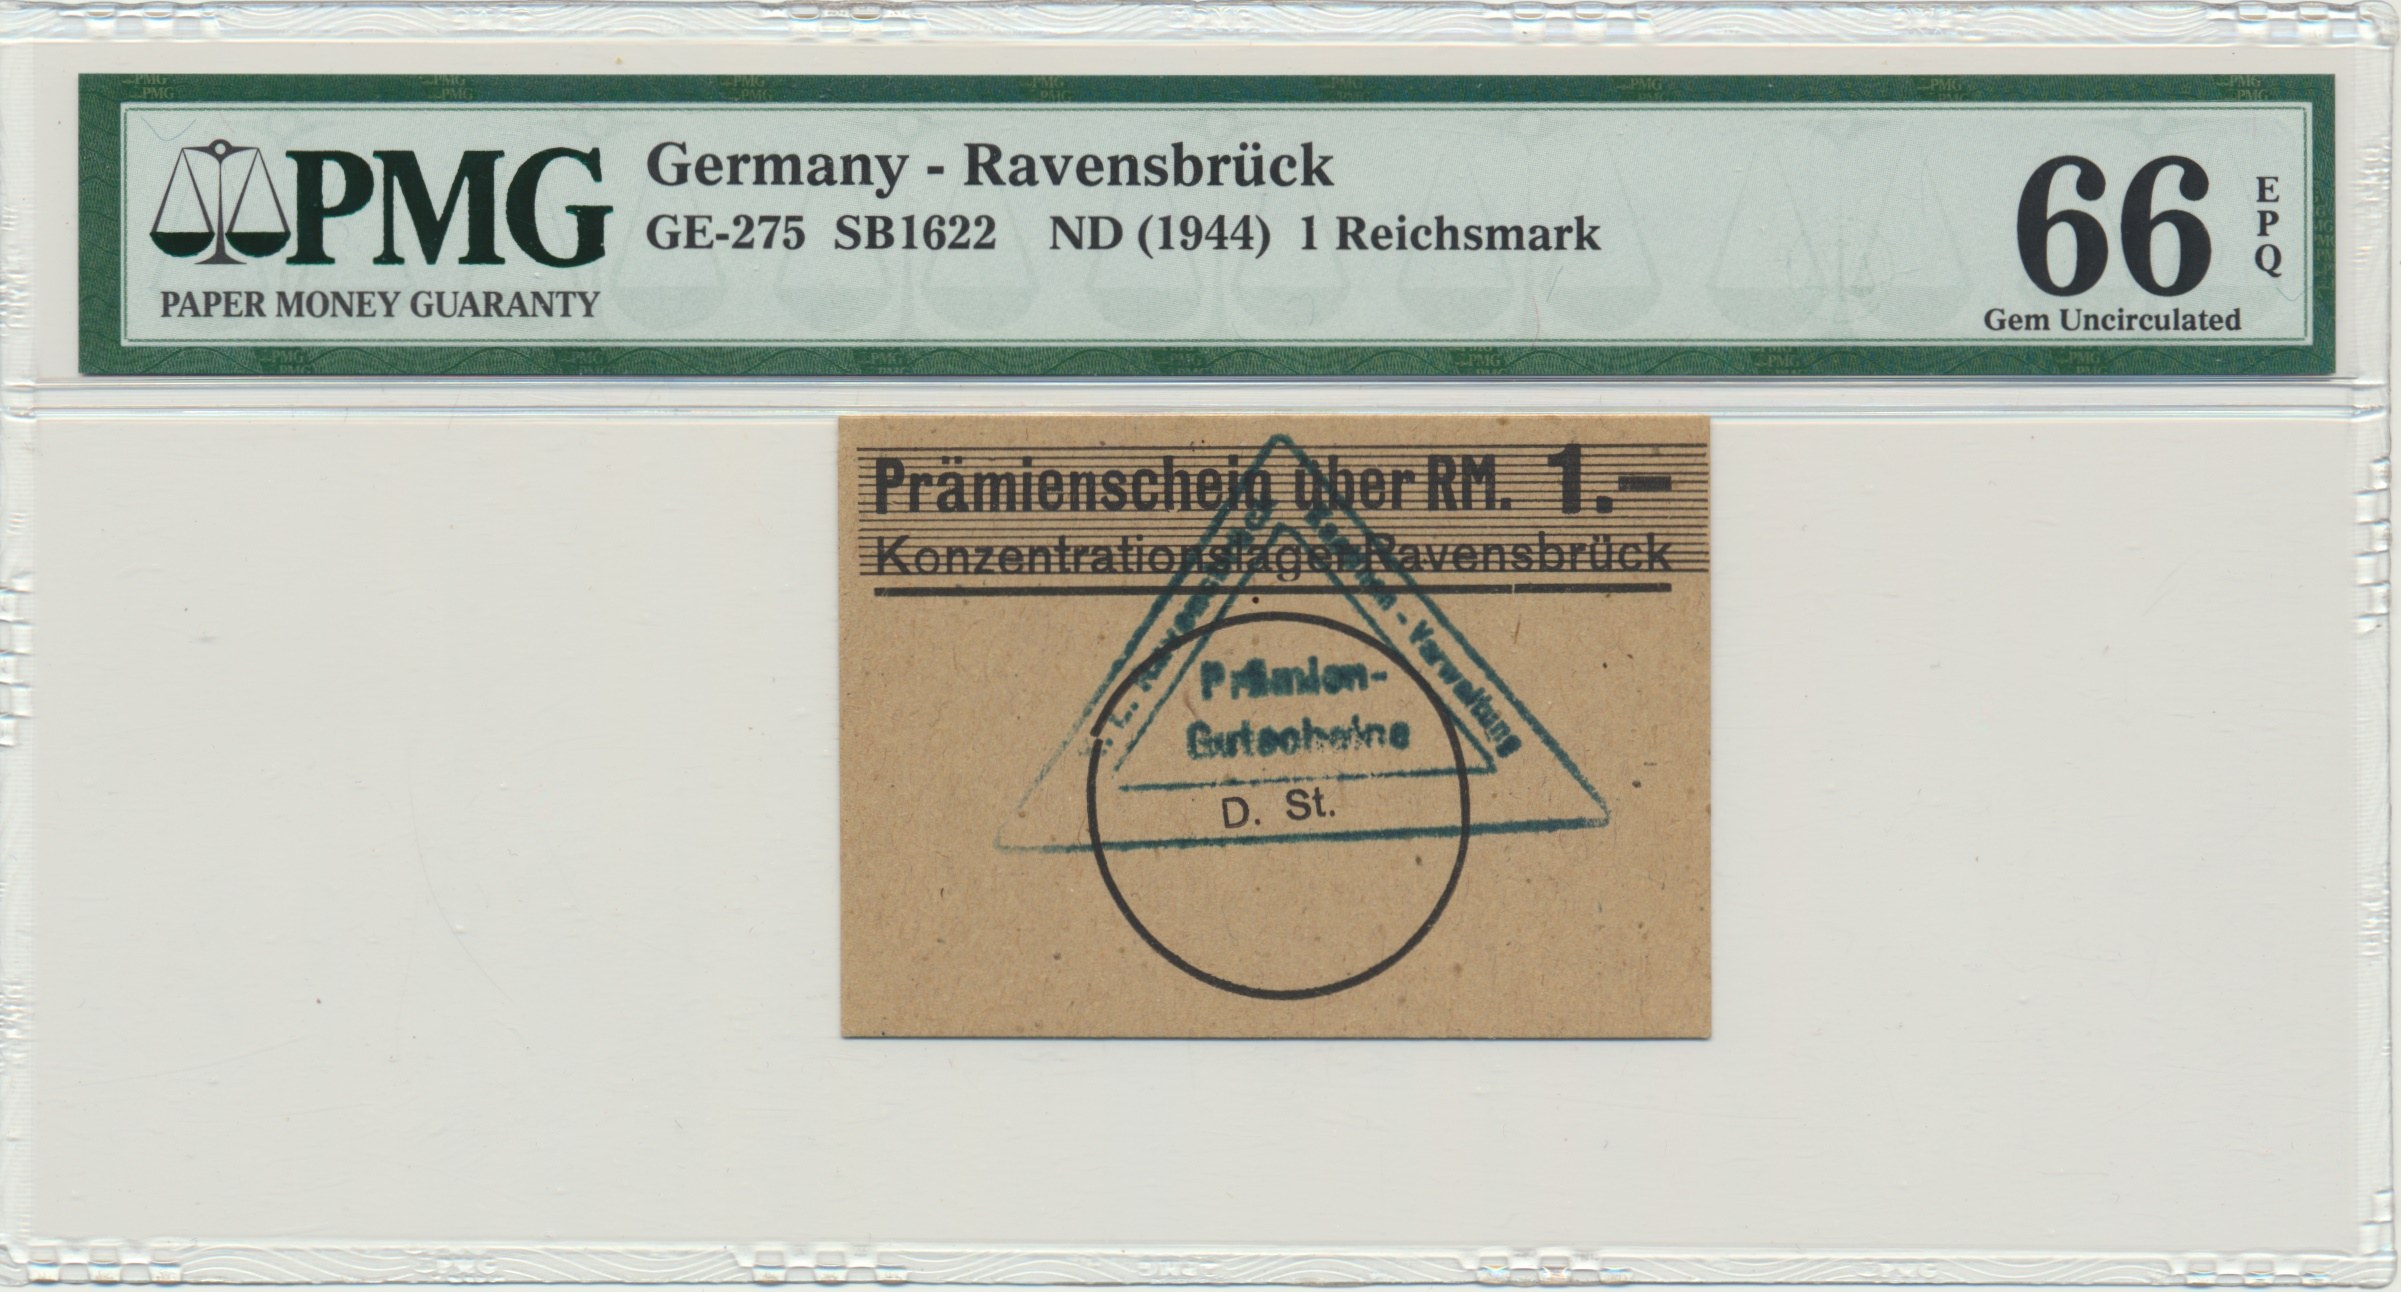 PMG
PAPER MONEY GUARANTY
Germany - Ravensbrück
GE-275 SB1622 ND (1944) 1 Reichsmark
66
EPQ
Gem Uncirculated
Prämienschein über RM. 1.–
Konzentrationslager Ravensbrück
Kantinen - Verwaltung
Prämien-
Gutscheine
D. St.